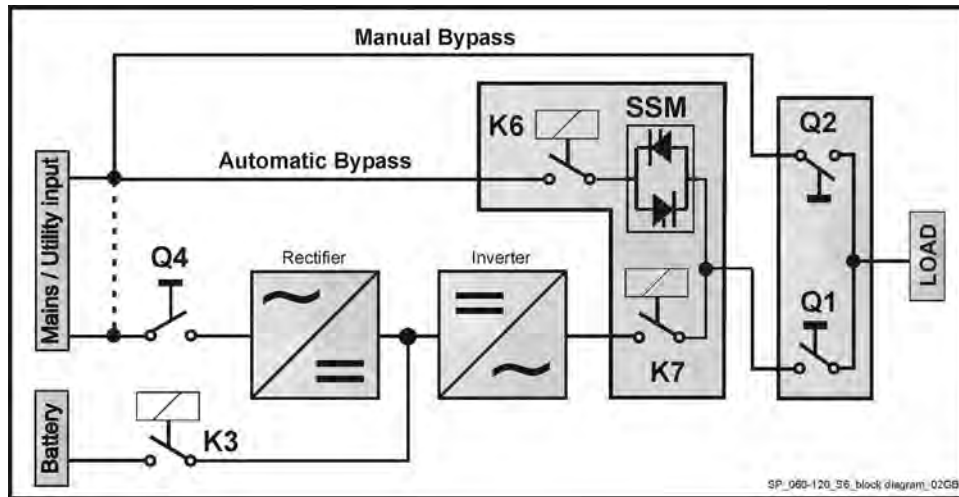 Manual Bypass
SSM
K6
Q2
Automatic Bypass
Mains / Utility input
Q4
Rectifier
Inverter
LOAD
Q1
K7
Battery
K3
SP_060-120_S6_block diagram_02GB